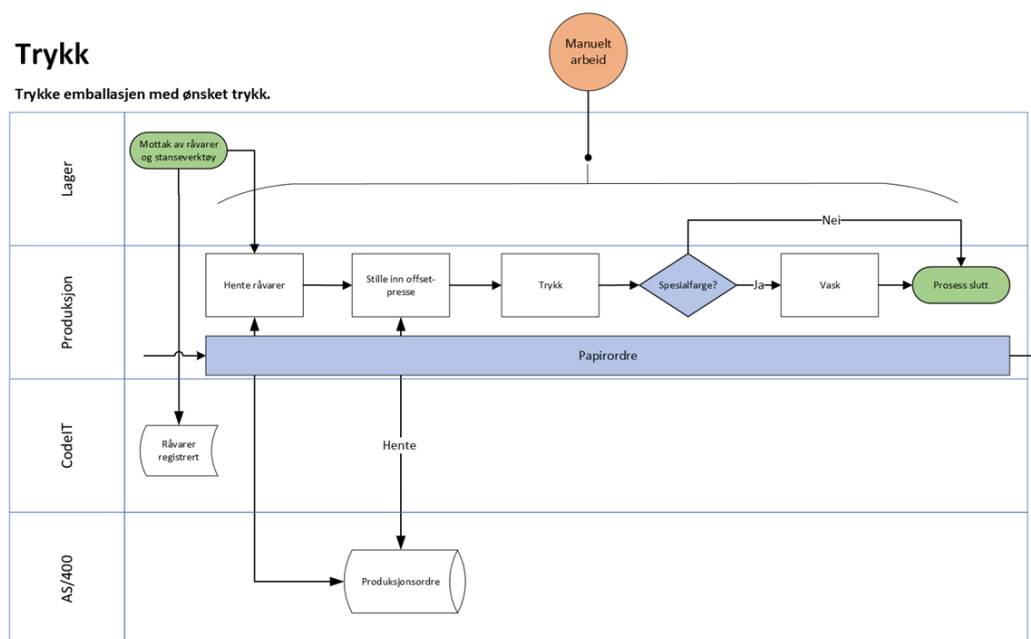 Trykk
Manuelt
arbeid
Trykke emballasjen med ønsket trykk.
Lager
Mottak av råvarer
og stanseverktøy
Nei
Produksjon
Hente råvarer
Stille inn offset-
presse
Trykk
Spesialfarge?
Ja
Vask
Prosess slutt
Papirordre
CodeIT
Råvarer
registrert
Hente
AS/400
Produksjonsordre